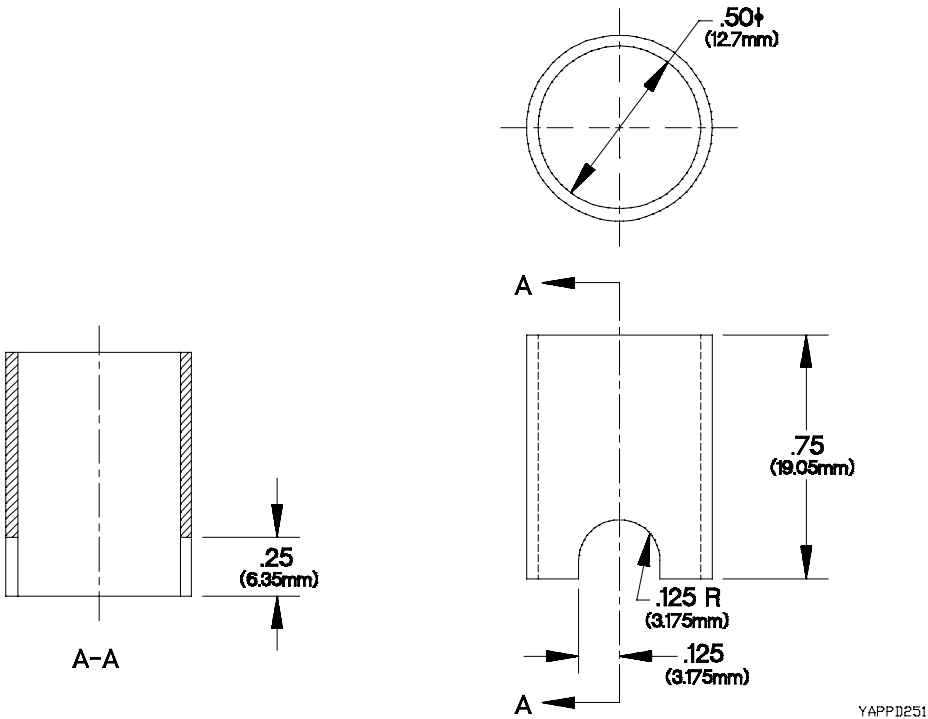 .50φ
(12.7mm)
A
.75
(19.05mm)
.25
(6.35mm)
.125 R
(3.175mm)
A-A
.125
(3.175mm)
A
YAPPD251